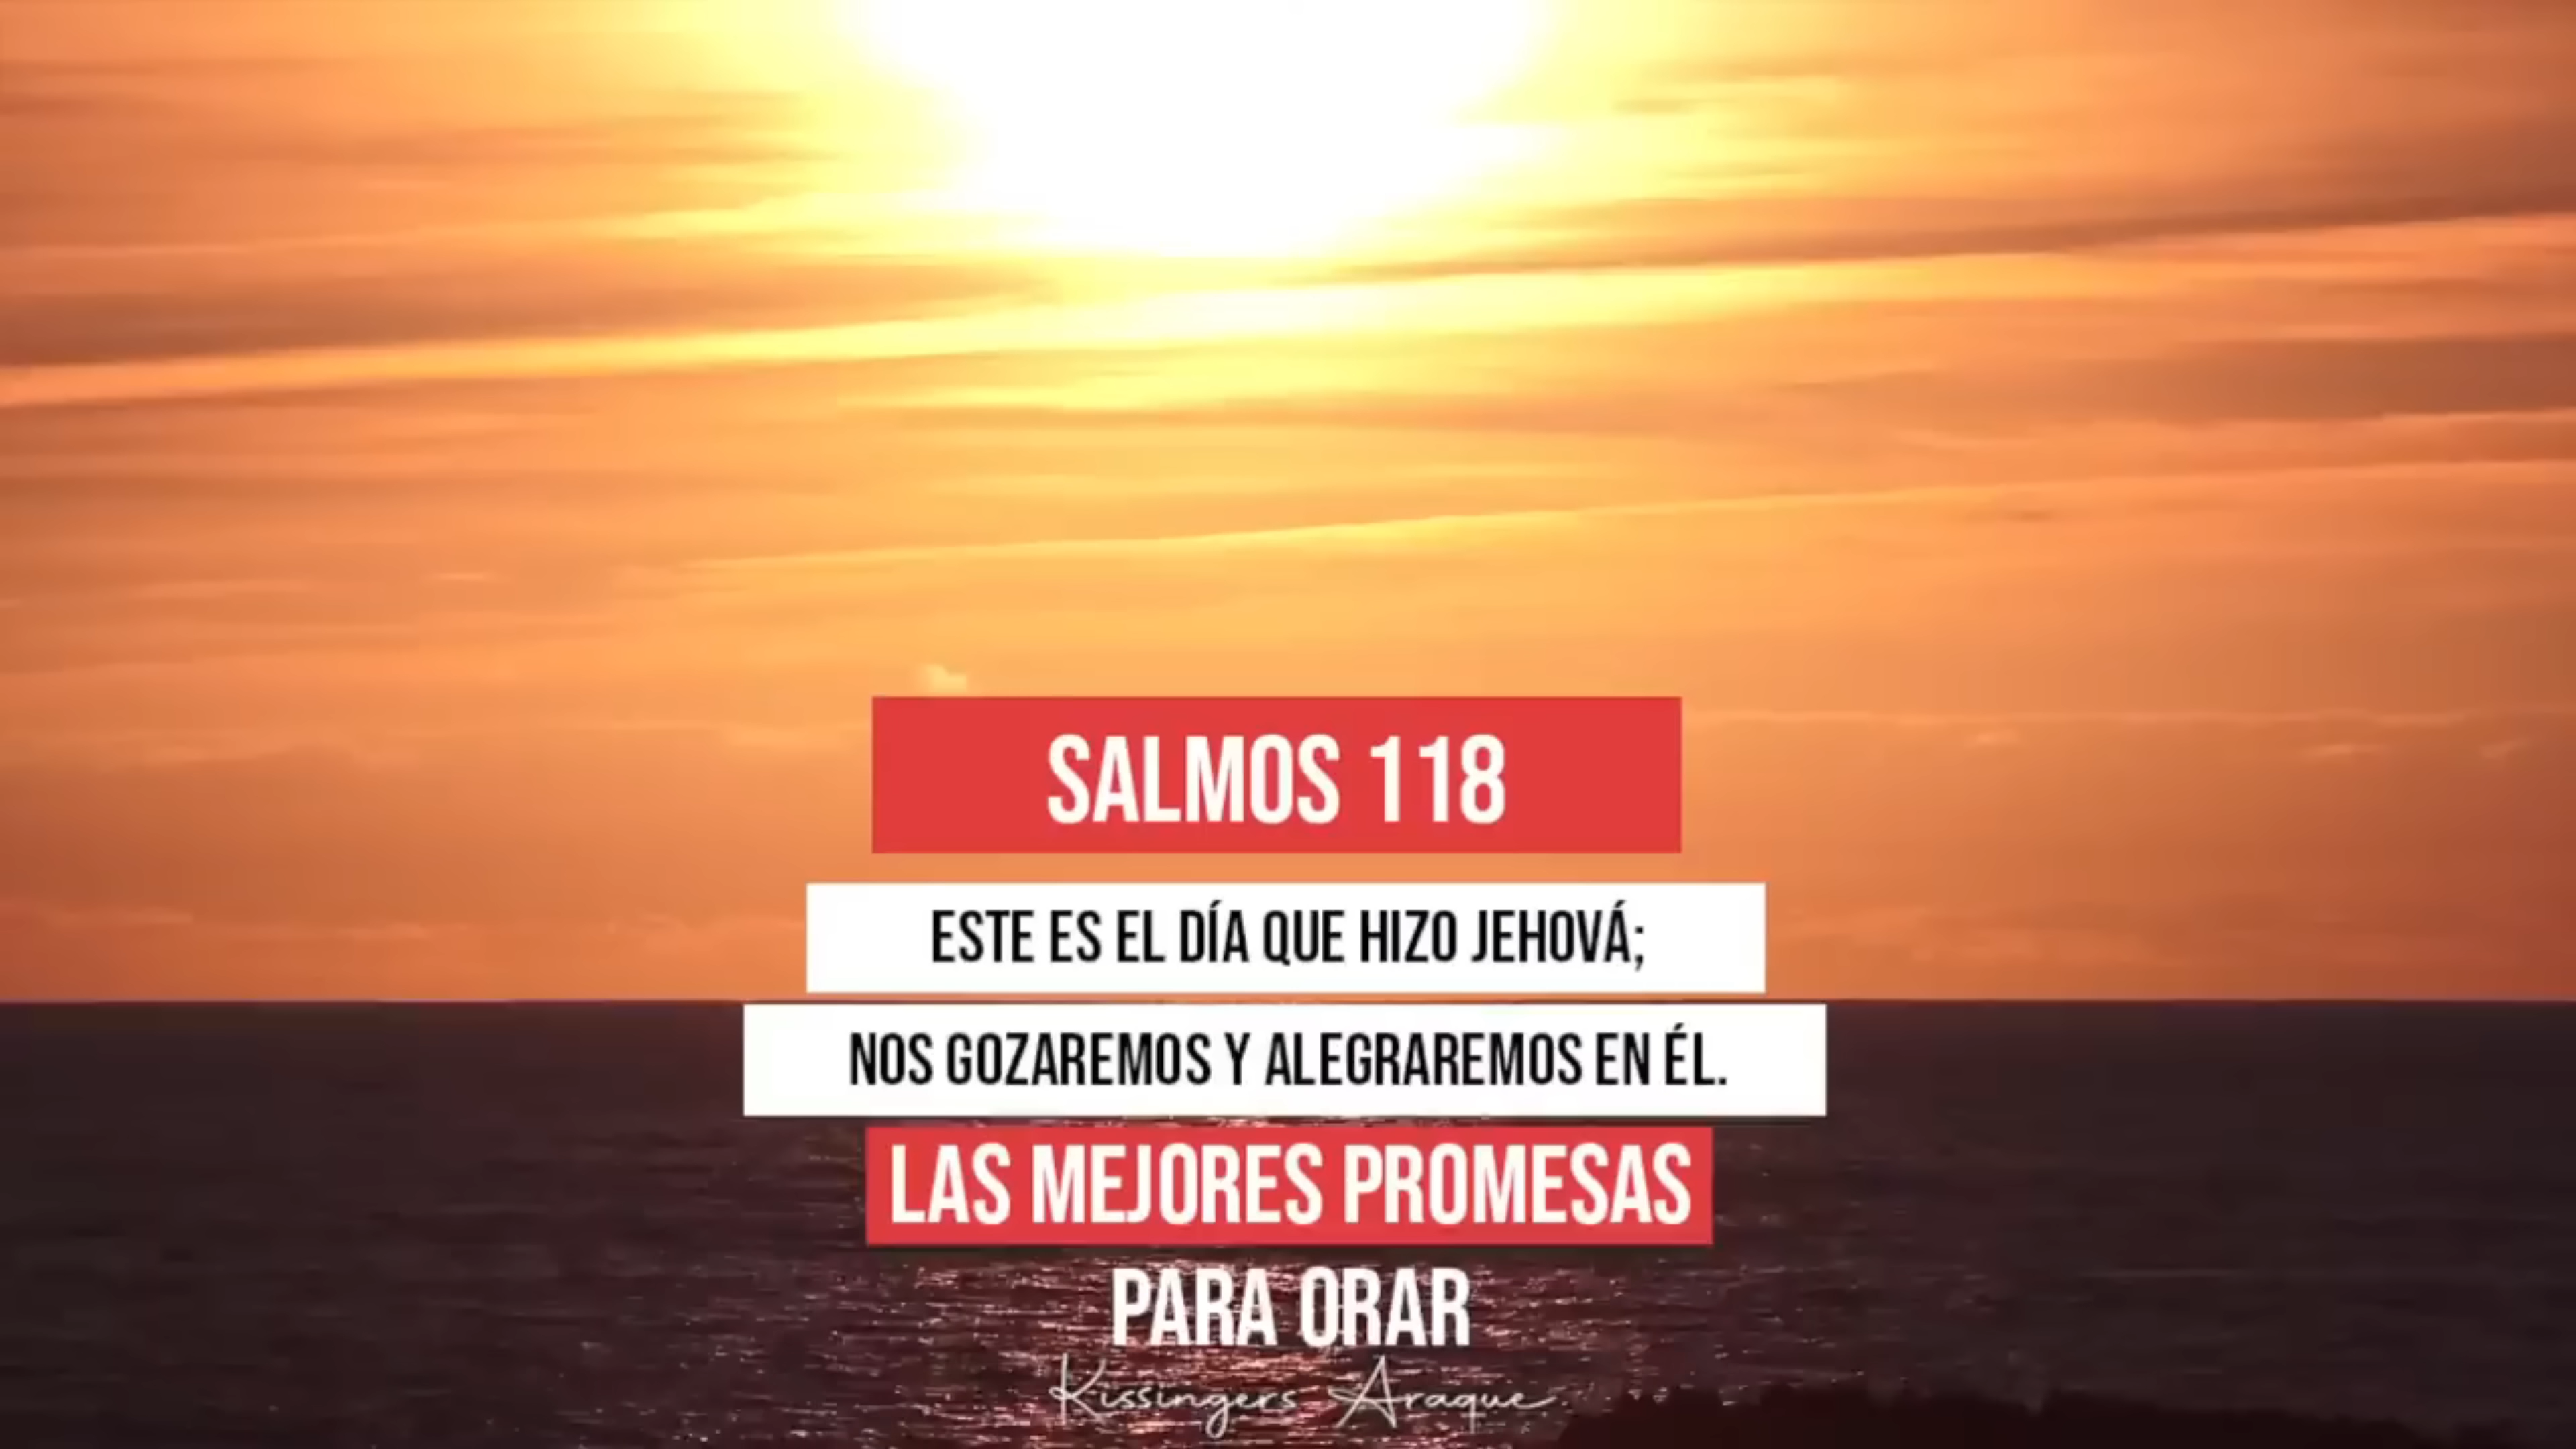 SALMOS 118
ESTE ES EL DÍA QUE HIZO JEHOVÁ;
NOS GOZAREMOS Y ALEGRAREMOS EN ÉL.
LAS MEJORES PROMESAS
PARA ORAR
Kissingers Araque